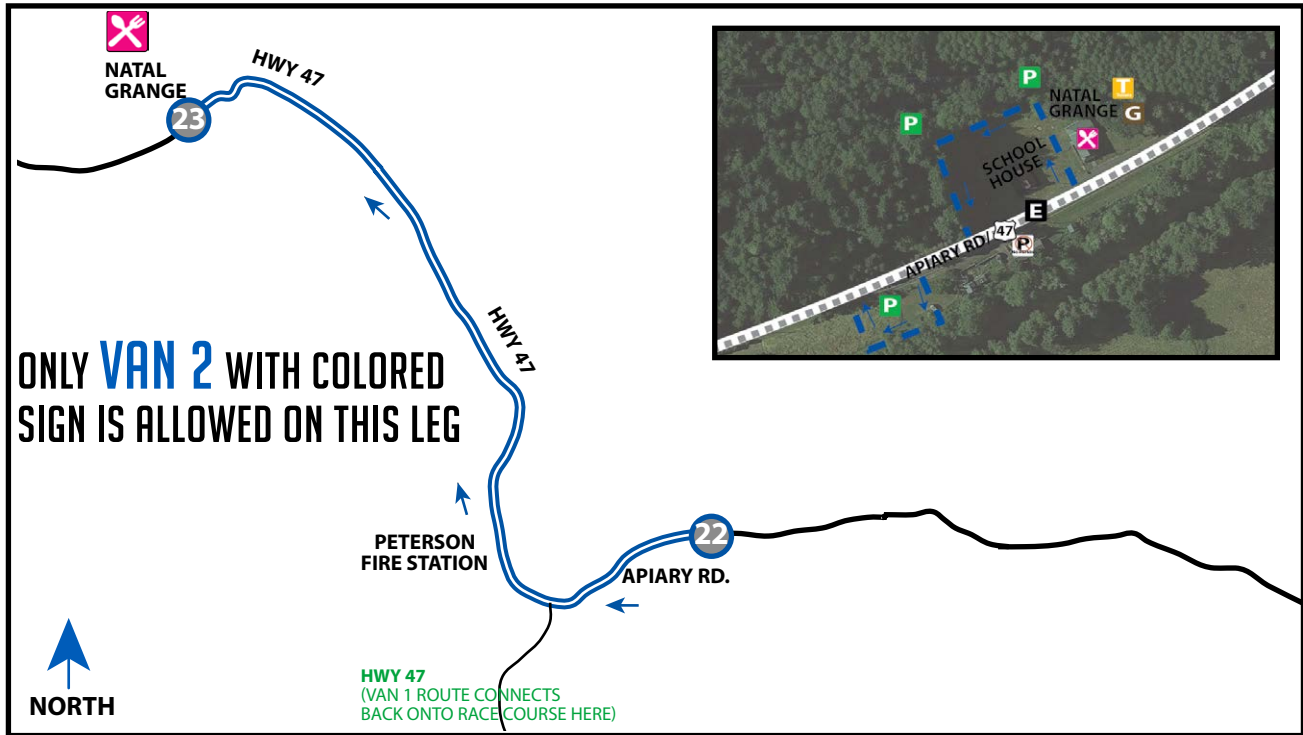 NATAL
GRANGE
23
HWY 47
HWY 47
ONLY VAN 2 WITH COLORED
SIGN IS ALLOWED ON THIS LEG
PETERSON
FIRE STATION
22
APIARY RD.
NORTH
HWY 47
(VAN 1 ROUTE CONNECTS
BACK ONTO RACE COURSE HERE)
P
P
T
NATAL
GRANGE
G
SCHOOL
HOUSE
E
APIARY RD/ 47
P
P